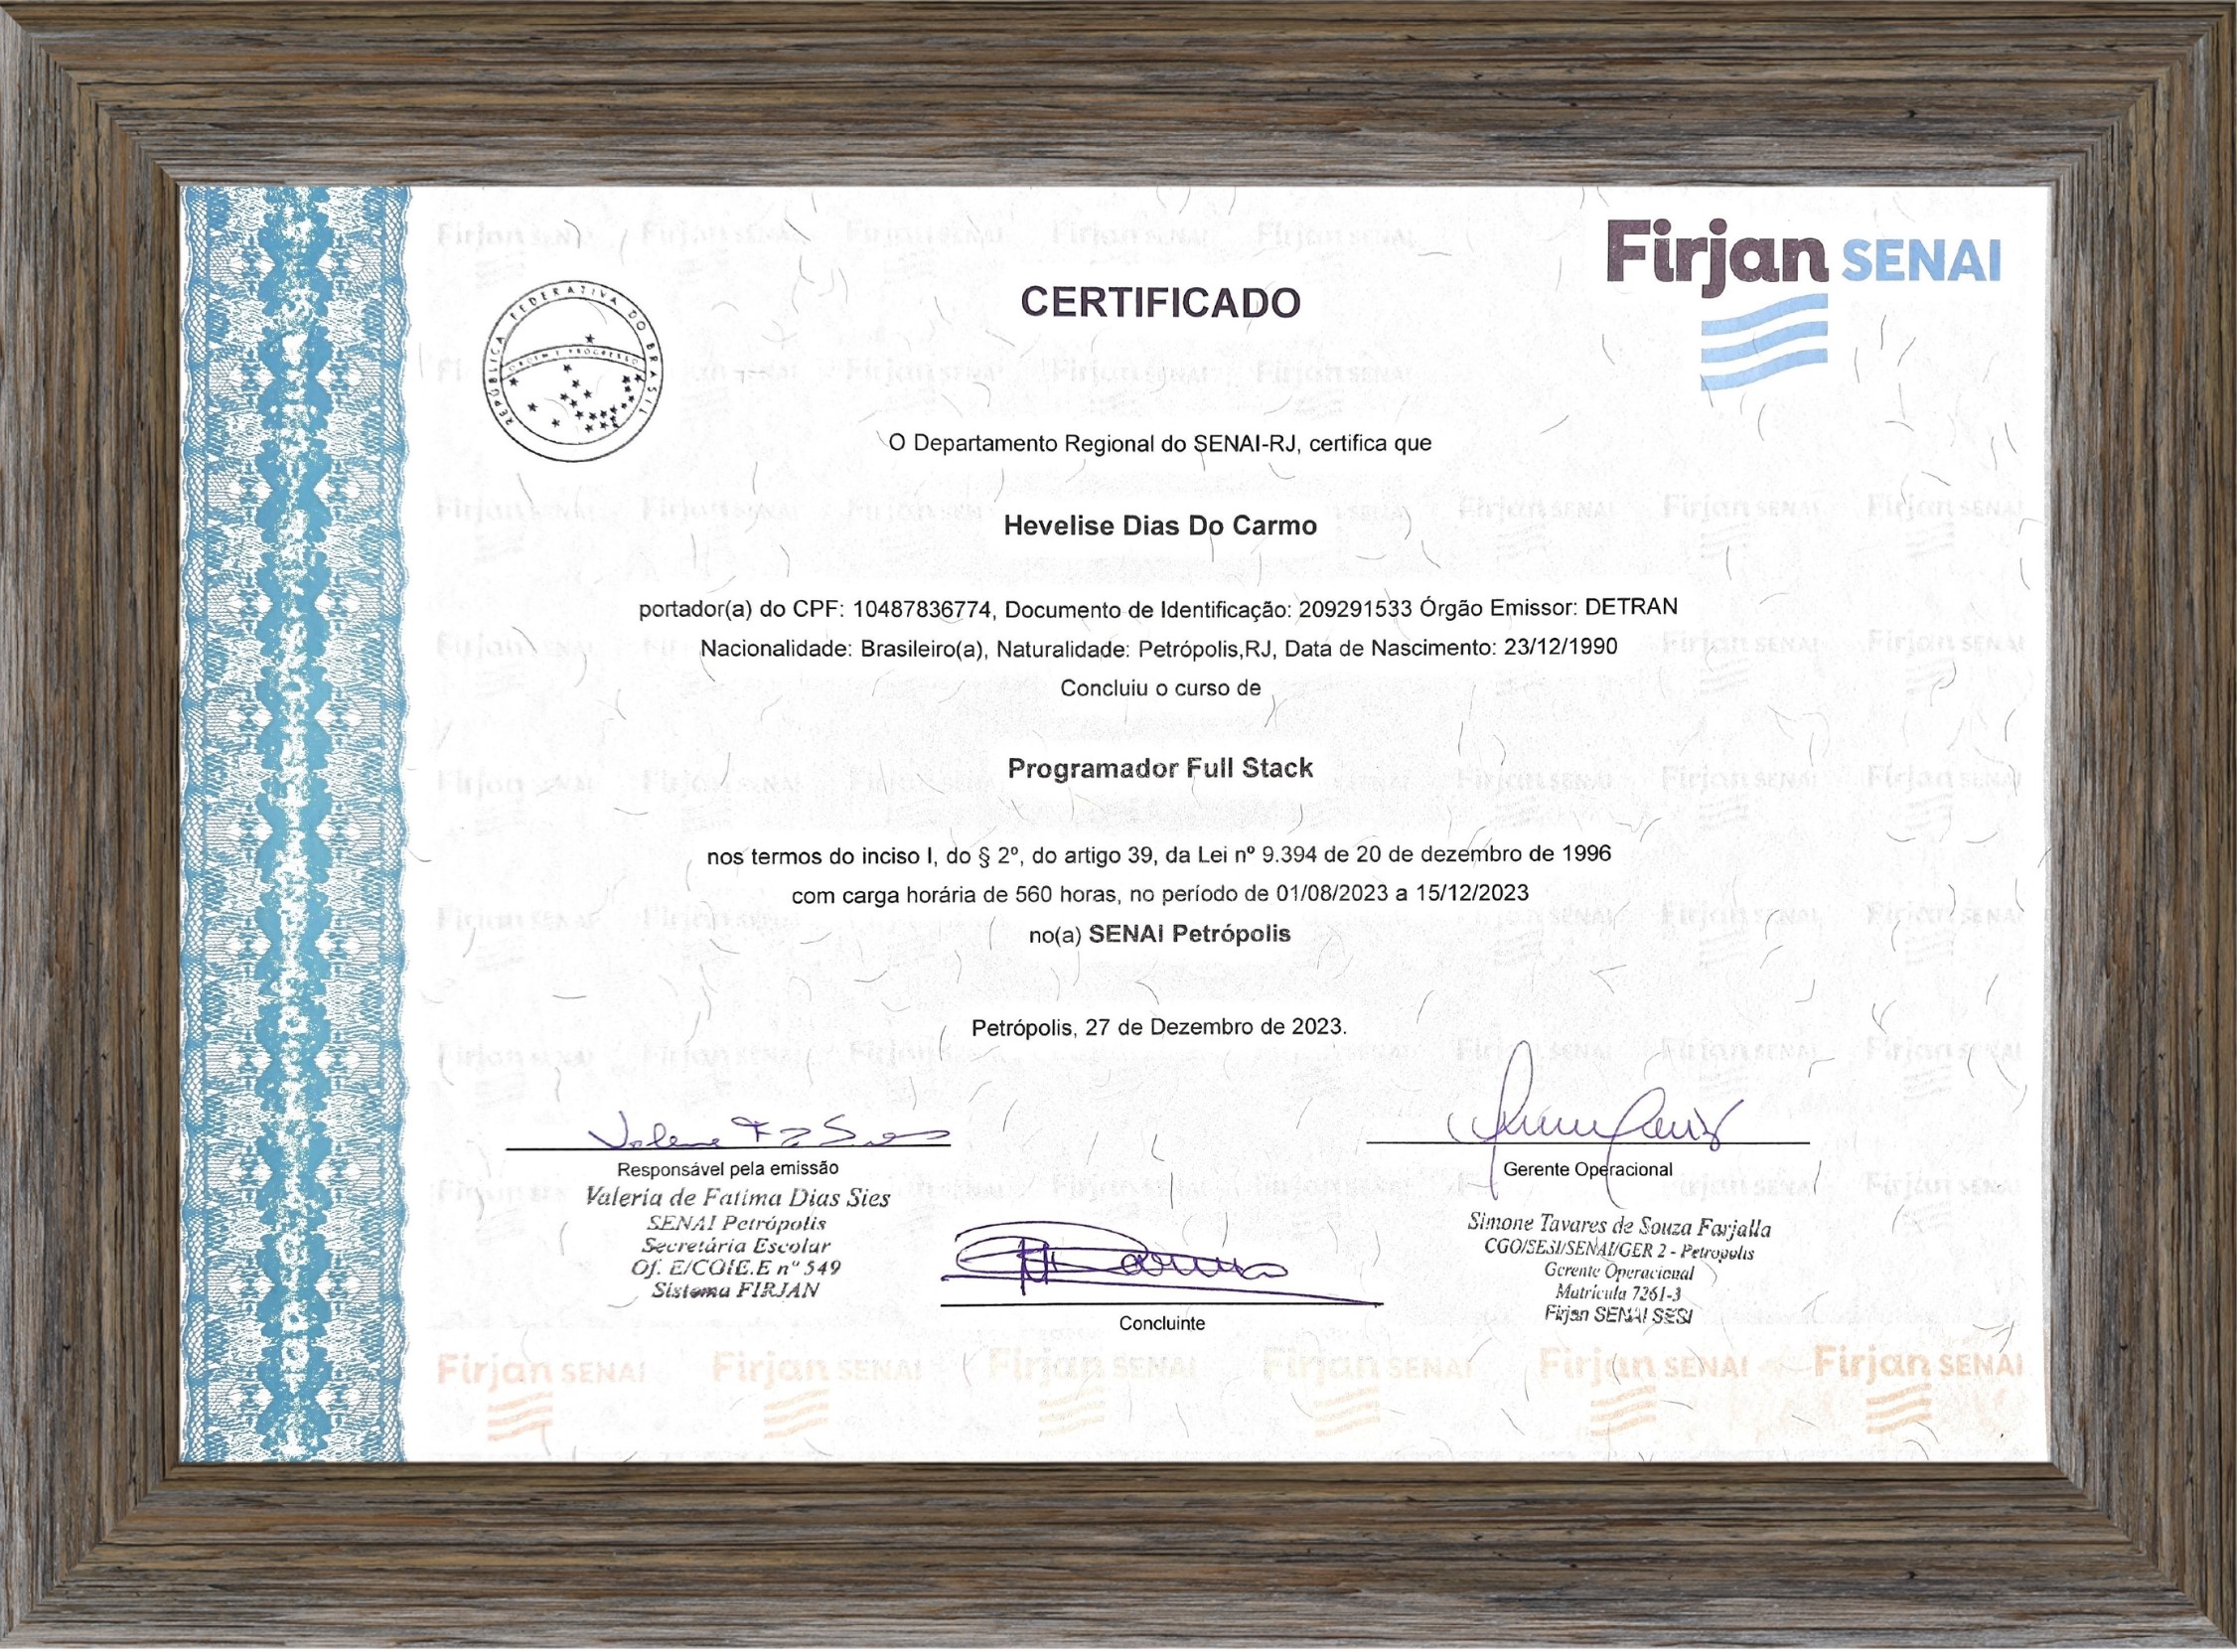 Firjan SENAI
REPÚBLICA FEDERATIVA DO BRASIL
ORDEM E PROGRESSO
CERTIFICADO
O Departamento Regional do SENAI-RJ, certifica que
Hevelise Dias Do Carmo
portador(a) do CPF: 10487836774, Documento de Identificação: 209291533 Órgão Emissor: DETRAN
Nacionalidade: Brasileiro(a), Naturalidade: Petrópolis,RJ, Data de Nascimento: 23/12/1990
Concluiu o curso de
Programador Full Stack
nos termos do inciso I, do § 2º, do artigo 39, da Lei nº 9.394 de 20 de dezembro de 1996
com carga horária de 560 horas, no período de 01/08/2023 a 15/12/2023
no(a) SENAI Petrópolis
Petrópolis, 27 de Dezembro de 2023.
Responsável pela emissão
Valeria de Fatima Dias Sies
SENAI Petrópolis
Secretária Escolar
Of. E/COIE.E nº 549
Sistema FIRJAN
Concluinte
Gerente Operacional
Simone Tavares de Souza Farjalla
CGO/SESI/SENAI/GER 2 - Petropolis
Gerente Operacional
Matricula 7261-3
Firjan SENAI SESI
Firjan SENAI Firjan SENAI Firjan SENAI Firjan SENAI Firjan SENAI Firjan SENAI